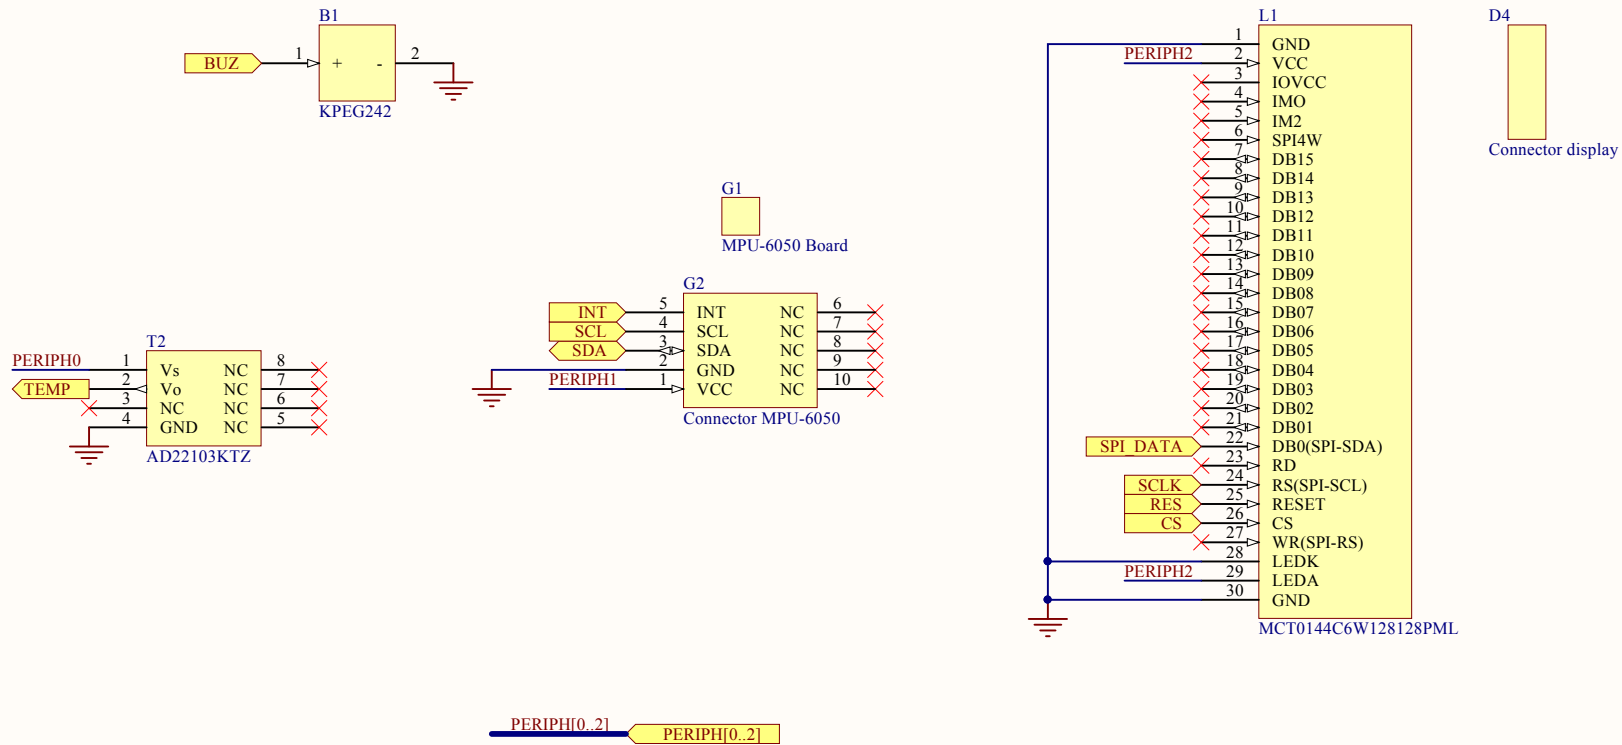 B1
BUZ
1
+
-
2
KPEG242
G1
MPU-6050 Board
G2
INT 5 INT NC 6
SCL 4 SCL NC 7
SDA 3 SDA NC 8
2 GND NC 9
PERIPH1 1 VCC NC 10
Connector MPU-6050
T2
PERIPH0 1 Vs NC 8
TEMP 2 Vo NC 7
3 NC NC 6
4 GND NC 5
AD22103KTZ
L1
1 GND
PERIPH2 2 VCC
3 IOVCC
4 IMO
5 IM2
6 SPI4W
7 DB15
8 DB14
9 DB13
10 DB12
11 DB11
12 DB10
13 DB09
14 DB08
15 DB07
16 DB06
17 DB05
18 DB04
19 DB03
20 DB02
21 DB01
SPI_DATA 22 DB0(SPI-SDA)
23 RD
SCLK 24 RS(SPI-SCL)
RES 25 RESET
CS 26 CS
27 WR(SPI-RS)
28 LEDK
PERIPH2 29 LEDA
30 GND
MCT0144C6W128128PML
D4
Connector display
PERIPH[0..2]
PERIPH[0..2]